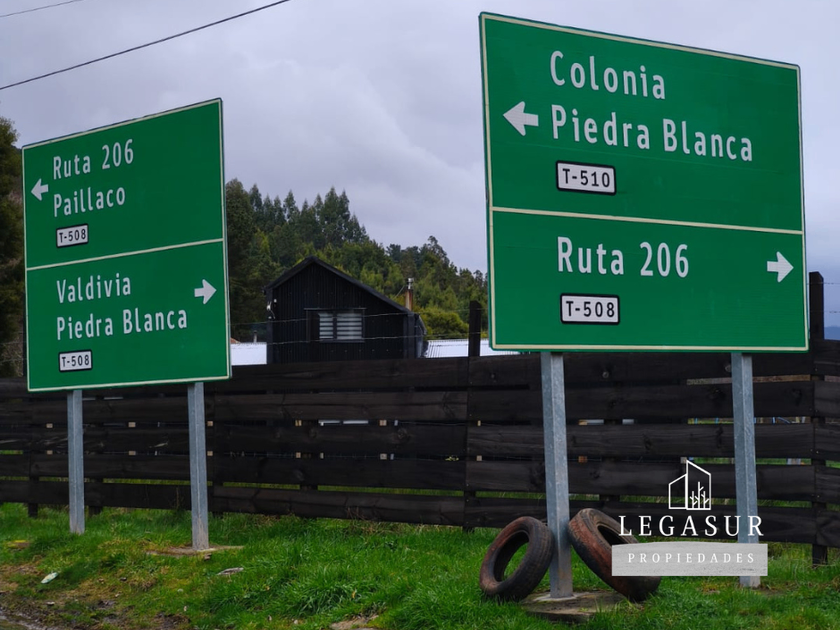 Ruta 206
Paillaco
T-508
Valdivia
Piedra Blanca
T-508
Colonia
Piedra Blanca
T-510
Ruta 206
T-508
LEGASUR
PROPIEDADES